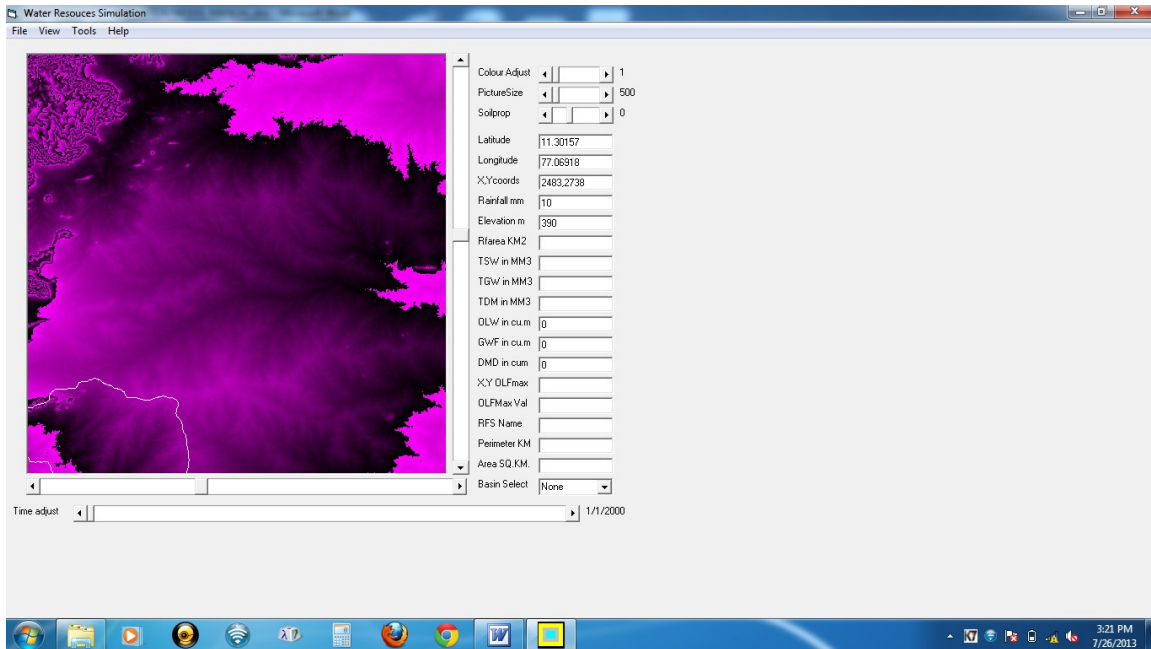 Water Resouces Simulation
File View Tools Help
Colour Adjust 1
PictureSize 500
Soilprop 0
Latitude 11.30157
Longitude 77.06918
X,Ycoords 2483,2738
Rainfall mm 10
Elevation m 390
Rfarea KM2
TSW in MM3
TGW in MM3
TDM in MM3
OLW in cu.m 0
GWF in cu.m 0
DMD in cum 0
X,Y OLFmax
OLFMax Val
RFS Name
Perimeter KM
Area SQ.KM.
Basin Select None
Time adjust 1/1/2000
3:21 PM
7/26/2013